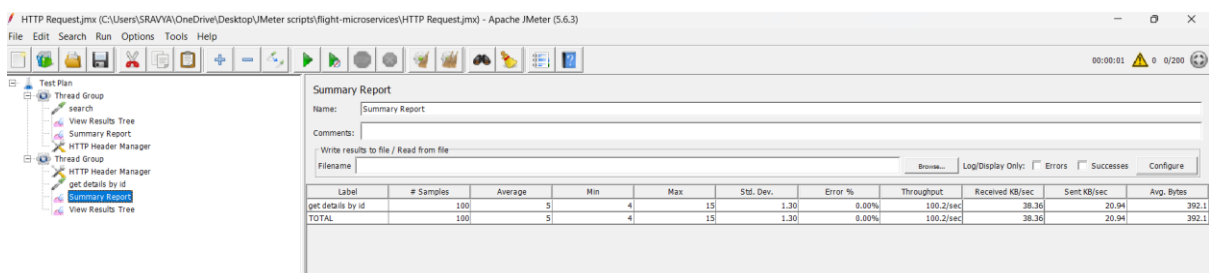 HTTP Request.jmx (C:\Users\SRAVYA\OneDrive\Desktop\JMeter scripts\flight-microservices\HTTP Request.jmx) - Apache JMeter (5.6.3)
File Edit Search Run Options Tools Help
00:00:01 0 0/200
Test Plan
Thread Group
search
View Results Tree
Summary Report
HTTP Header Manager
Thread Group
HTTP Header Manager
get details by id
Summary Report
View Results Tree
Summary Report
Name: Summary Report
Comments:
Write results to file / Read from file
Filename Browse... Log/Display Only: Errors Successes Configure
Label # Samples Average Min Max Std. Dev. Error % Throughput Received KB/sec Sent KB/sec Avg. Bytes
get details by id 100 5 4 15 1.30 0.00% 100.2/sec 38.36 20.94 392.1
TOTAL 100 5 4 15 1.30 0.00% 100.2/sec 38.36 20.94 392.1